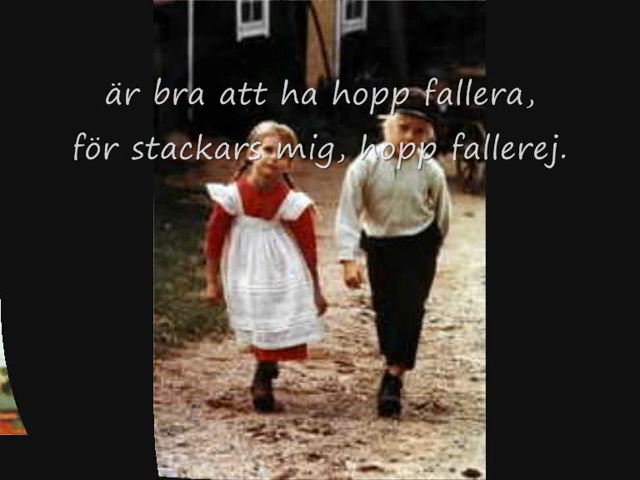 är bra att ha hopp fallera,
för stackars mig, hopp fallerej.